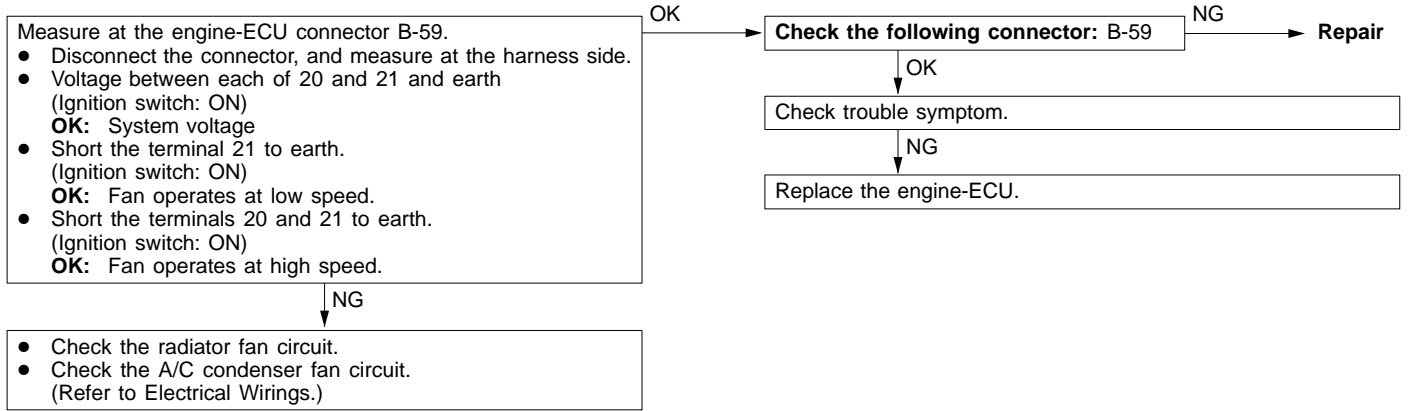 Measure at the engine-ECU connector B-59.
● Disconnect the connector, and measure at the harness side.
● Voltage between each of 20 and 21 and earth
(Ignition switch: ON)
OK: System voltage
● Short the terminal 21 to earth.
(Ignition switch: ON)
OK: Fan operates at low speed.
● Short the terminals 20 and 21 to earth.
(Ignition switch: ON)
OK: Fan operates at high speed.
OK
Check the following connector: B-59
NG
Repair
OK
Check trouble symptom.
NG
Replace the engine-ECU.
NG
● Check the radiator fan circuit.
● Check the A/C condenser fan circuit.
(Refer to Electrical Wirings.)